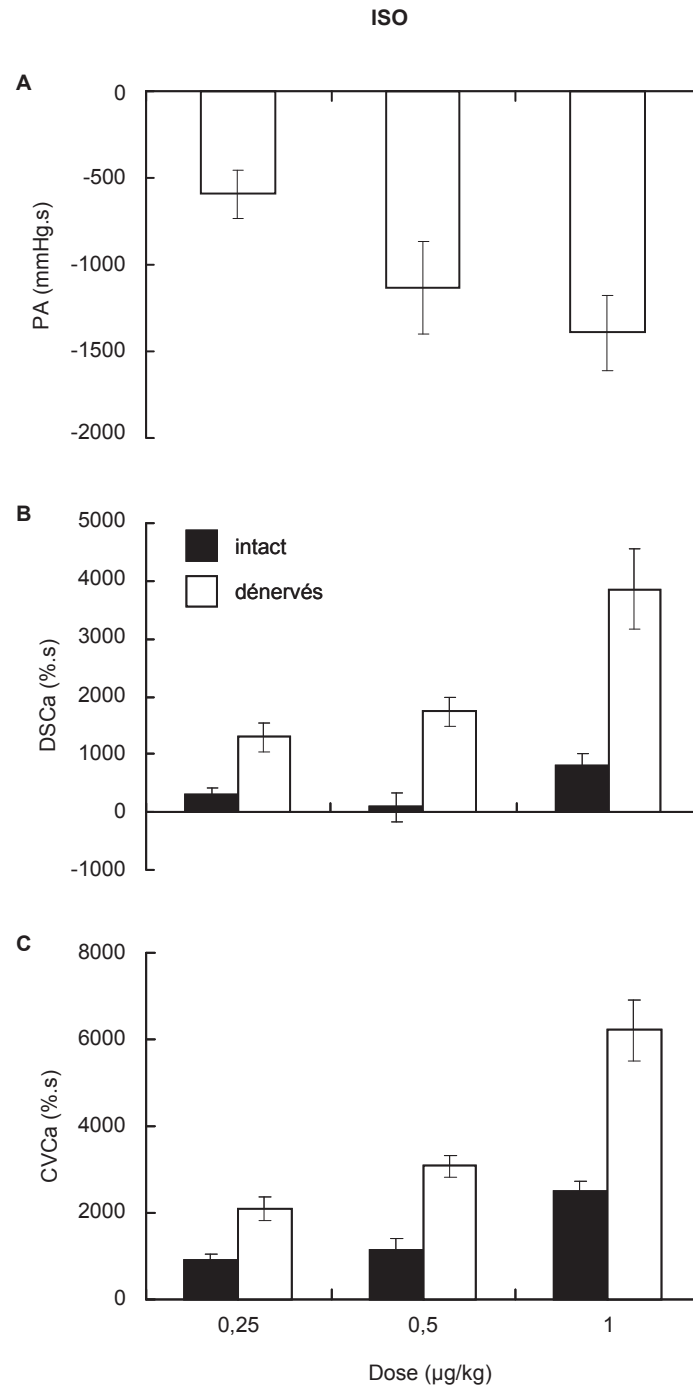 ISO
A
0
-500
-1000
-1500
-2000
PA (mmHg.s)
B
5000
4000
3000
2000
1000
0
-1000
DSCa (%.s)
intact
dénervés
C
8000
6000
4000
2000
0
CVCa (%.s)
0,25 0,5 1
Dose (µg/kg)